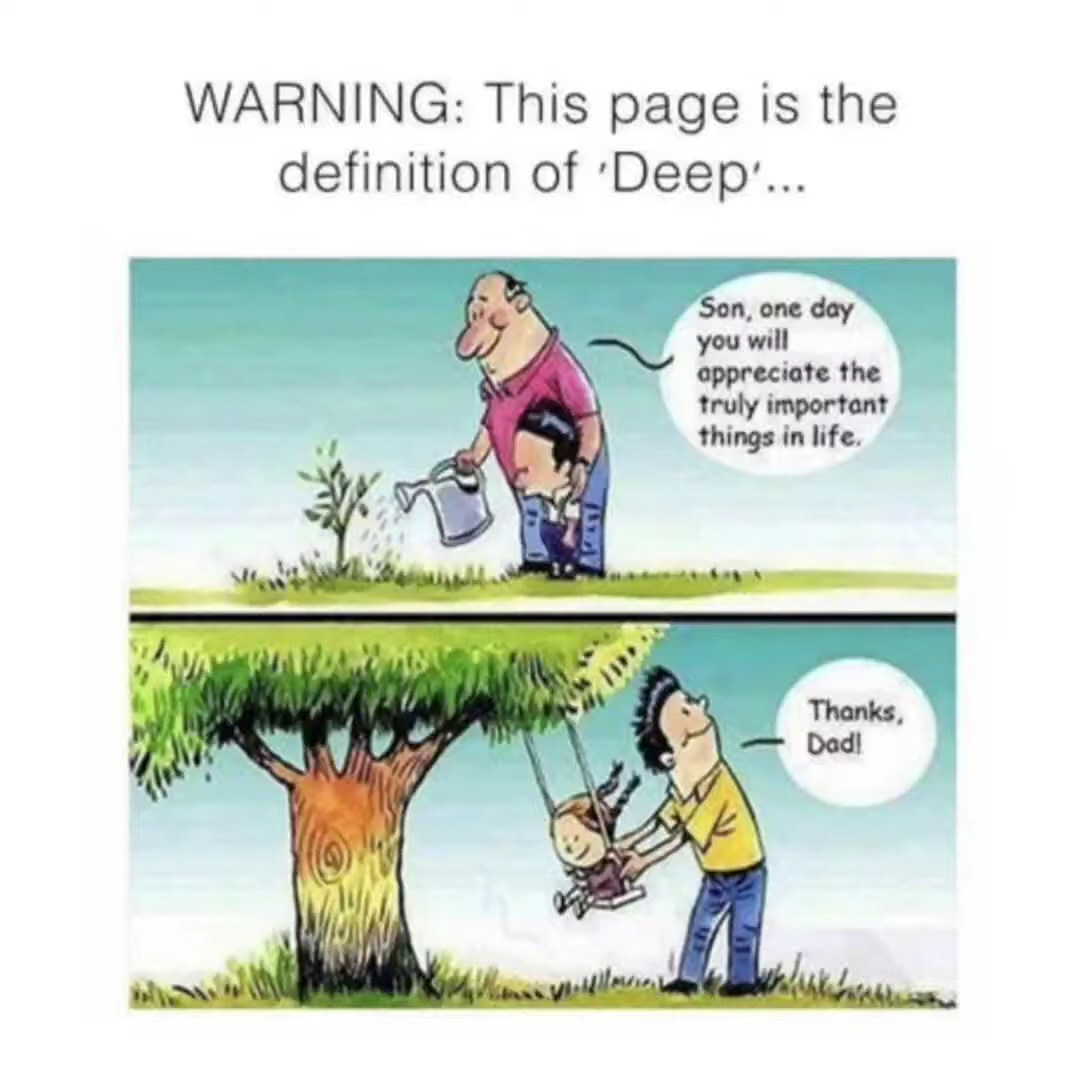 WARNING: This page is the
definition of 'Deep'...
Son, one day
you will
appreciate the
truly important
things in life.
Thanks,
Dad!